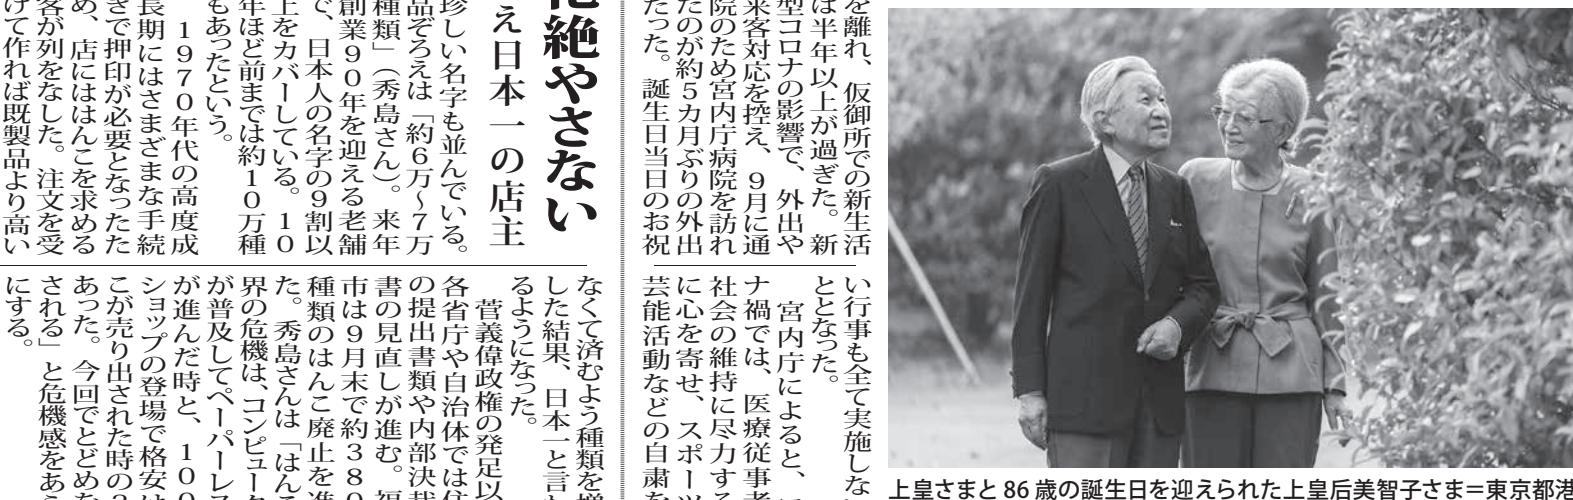 上皇さまと86歳の誕生日を迎えられた上皇后美智子さま＝東京都港
を離れ、仮御所での新生活
は半年以上が過ぎた。新
型コロナの影響で、外出や
来客対応を控え、９月に通
院のため宮内庁病院を訪れ
たのが約５カ月ぶりの外出
だった。誕生日当日のお祝
い行事も全て実施しない
ととなった。
宮内庁によると、
ナ禍では、医療従事者
社会の維持に尽力する
に心を寄せ、スポーツ
芸能活動などの自粛を
絶やさない
え日本一の店主
珍しい名字も並んでいる。
品ぞろえは「約６万～７万
種類」（秀島さん）。来年
創業９０年を迎える老舗
で、日本人の名字の９割以
上をカバーしている。１０
年ほど前までは約１０万種
もあったという。
１９７０年代の高度成
長期にはさまざまな手続
きで押印が必要となったた
め、店にははんこを求める
客が列をなした。注文を受
けて作れば既製品より高い
なくて済むよう種類を増
した結果、日本一と言わ
るようになった。
菅義偉政権の発足以
各省庁や自治体では住
の提出書類や内部決裁
書の見直しが進む。福
市は９月末で約３８０
種類のはんこ廃止を進
た。秀島さんは「はんこ
界の危機は、コンピュータ
が普及してペーパーレス
が進んだ時と、１００
ショップの登場で格安は
こが売り出された時の２
あった。今回でとどめを
される」と危機感をあら
にする。